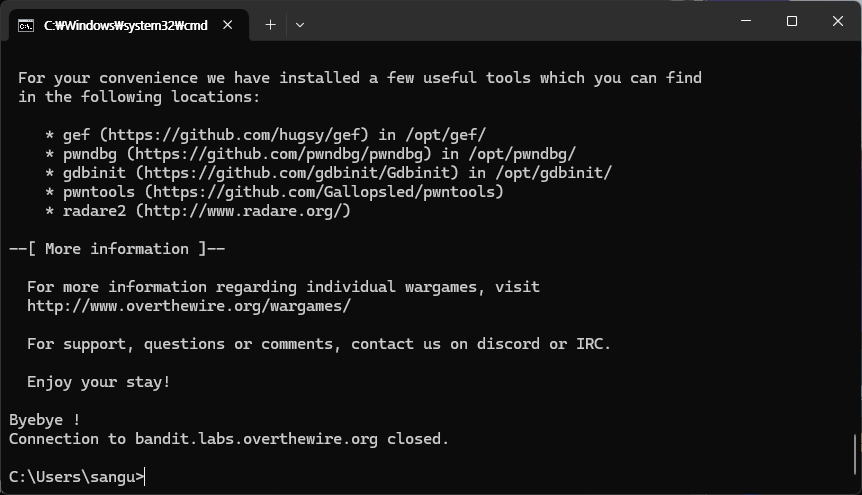 C:₩Windows₩system32₩cmd
For your convenience we have installed a few useful tools which you can find
in the following locations:
* gef (https://github.com/hugsy/gef) in /opt/gef/
* pwndbg (https://github.com/pwndbg/pwndbg) in /opt/pwndbg/
* gdbinit (https://github.com/gdbinit/Gdbinit) in /opt/gdbinit/
* pwntools (https://github.com/Gallopsled/pwntools)
* radare2 (http://www.radare.org/)
--[ More information ]--
For more information regarding individual wargames, visit
http://www.overthewire.org/wargames/
For support, questions or comments, contact us on discord or IRC.
Enjoy your stay!
Byebye !
Connection to bandit.labs.overthewire.org closed.
C:\Users\sangu>